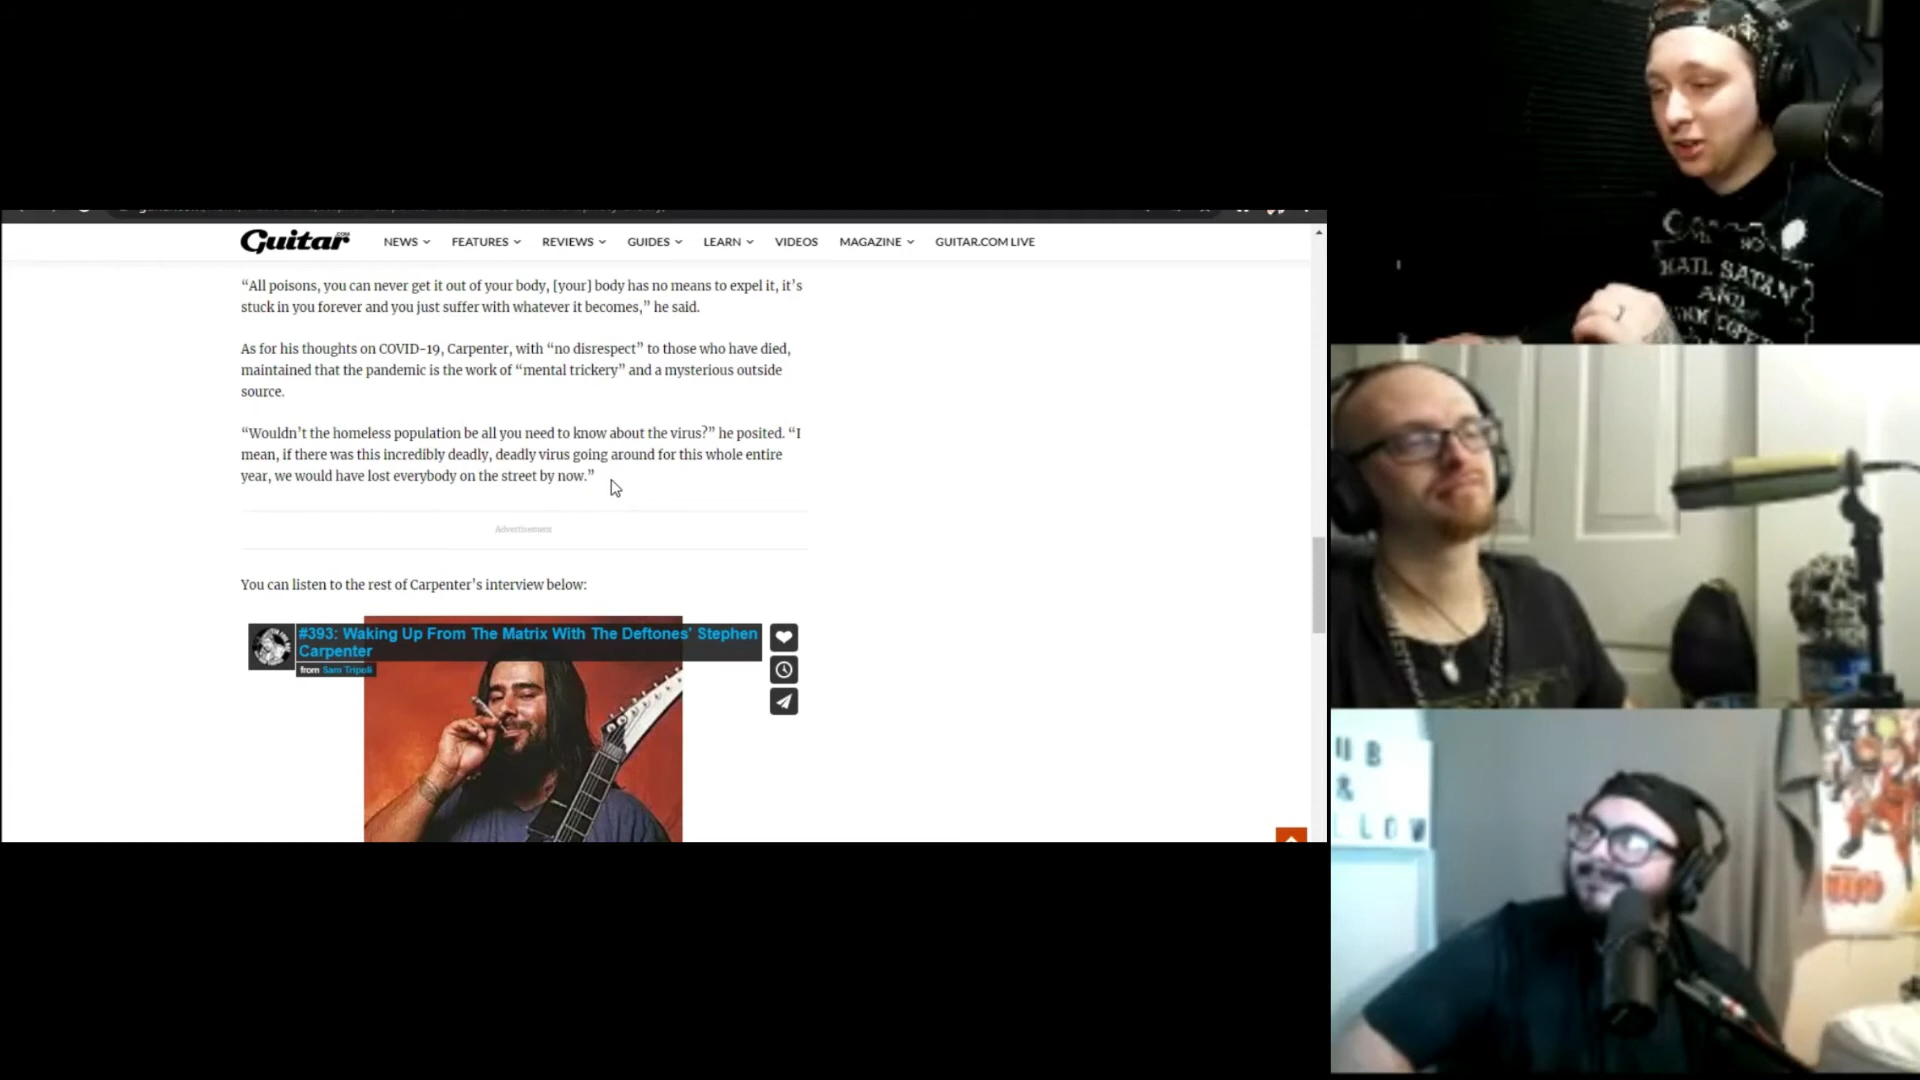 Guitar.COM NEWS FEATURES REVIEWS GUIDES LEARN VIDEOS MAGAZINE GUITAR.COM LIVE
“All poisons, you can never get it out of your body, [your] body has no means to expel it, it’s
stuck in you forever and you just suffer with whatever it becomes,” he said.
As for his thoughts on COVID-19, Carpenter, with “no disrespect” to those who have died,
maintained that the pandemic is the work of “mental trickery” and a mysterious outside
source.
“Wouldn’t the homeless population be all you need to know about the virus?” he posited. “I
mean, if there was this incredibly deadly, deadly virus going around for this whole entire
year, we would have lost everybody on the street by now.”
Advertisement
You can listen to the rest of Carpenter’s interview below:
#393: Waking Up From The Matrix With The Deftones' Stephen
Carpenter
from Sam Tripoli
HAIL SATAN
AND
UB
&
LLOW